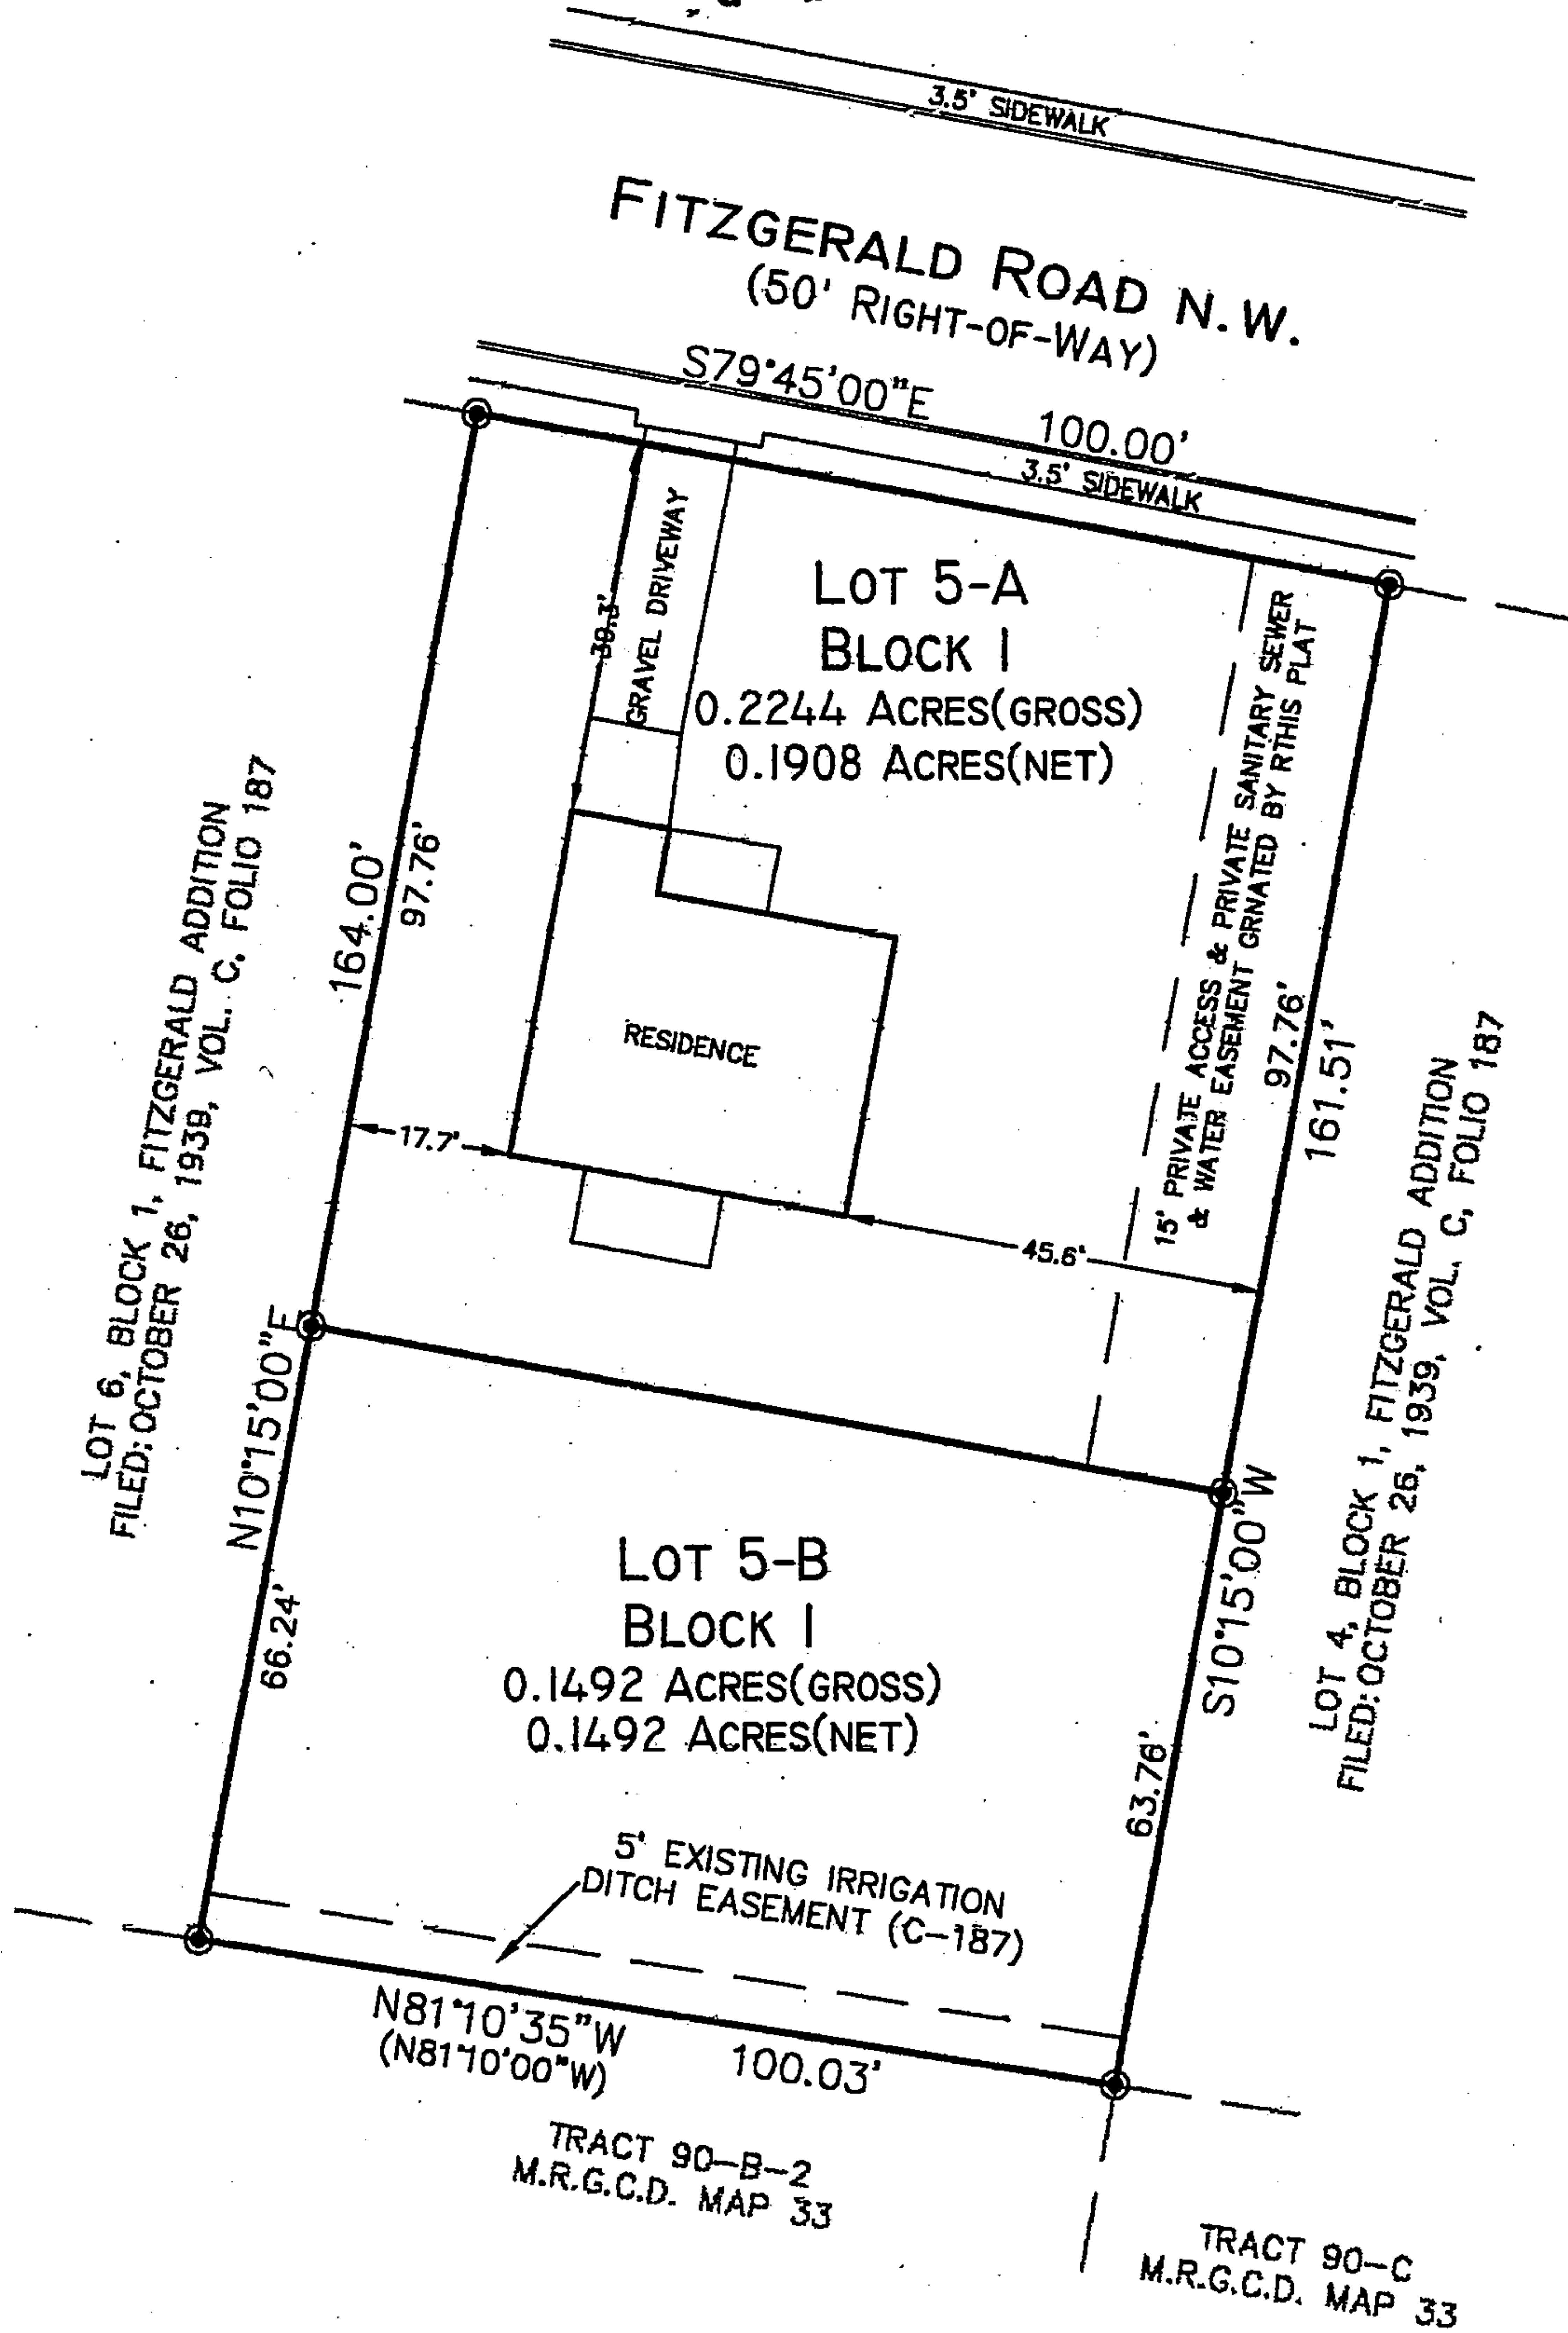 3.5' SIDEWALK
FITZGERALD ROAD N.W.
(50' RIGHT-OF-WAY)
S79°45'00"E 100.00'
3.5' SIDEWALK
39.3'
GRAVEL DRIVEWAY
LOT 5-A
BLOCK 1
0.2244 ACRES(GROSS)
0.1908 ACRES(NET)
15' PRIVATE ACCESS & PRIVATE SANITARY SEWER
& WATER EASEMENT GRNATED BY RTHIS PLAT
164.00'
97.76'
LOT 6, BLOCK 1, FITZGERALD ADDITION
FILED: OCTOBER 26, 1939, VOL. C, FOLIO 187
RESIDENCE
97.76'
161.51'
17.7'
45.6'
LOT 4, BLOCK 1, FITZGERALD ADDITION
FILED: OCTOBER 26, 1939, VOL. C, FOLIO 187
N10°15'00"E
S10°15'00"W
LOT 5-B
BLOCK 1
0.1492 ACRES(GROSS)
0.1492 ACRES(NET)
66.24'
63.76'
5' EXISTING IRRIGATION
DITCH EASEMENT (C-187)
N81°10'35"W 100.03'
(N81°10'00"W)
TRACT 90-B-2
M.R.G.C.D. MAP 33
TRACT 90-C
M.R.G.C.D. MAP 33